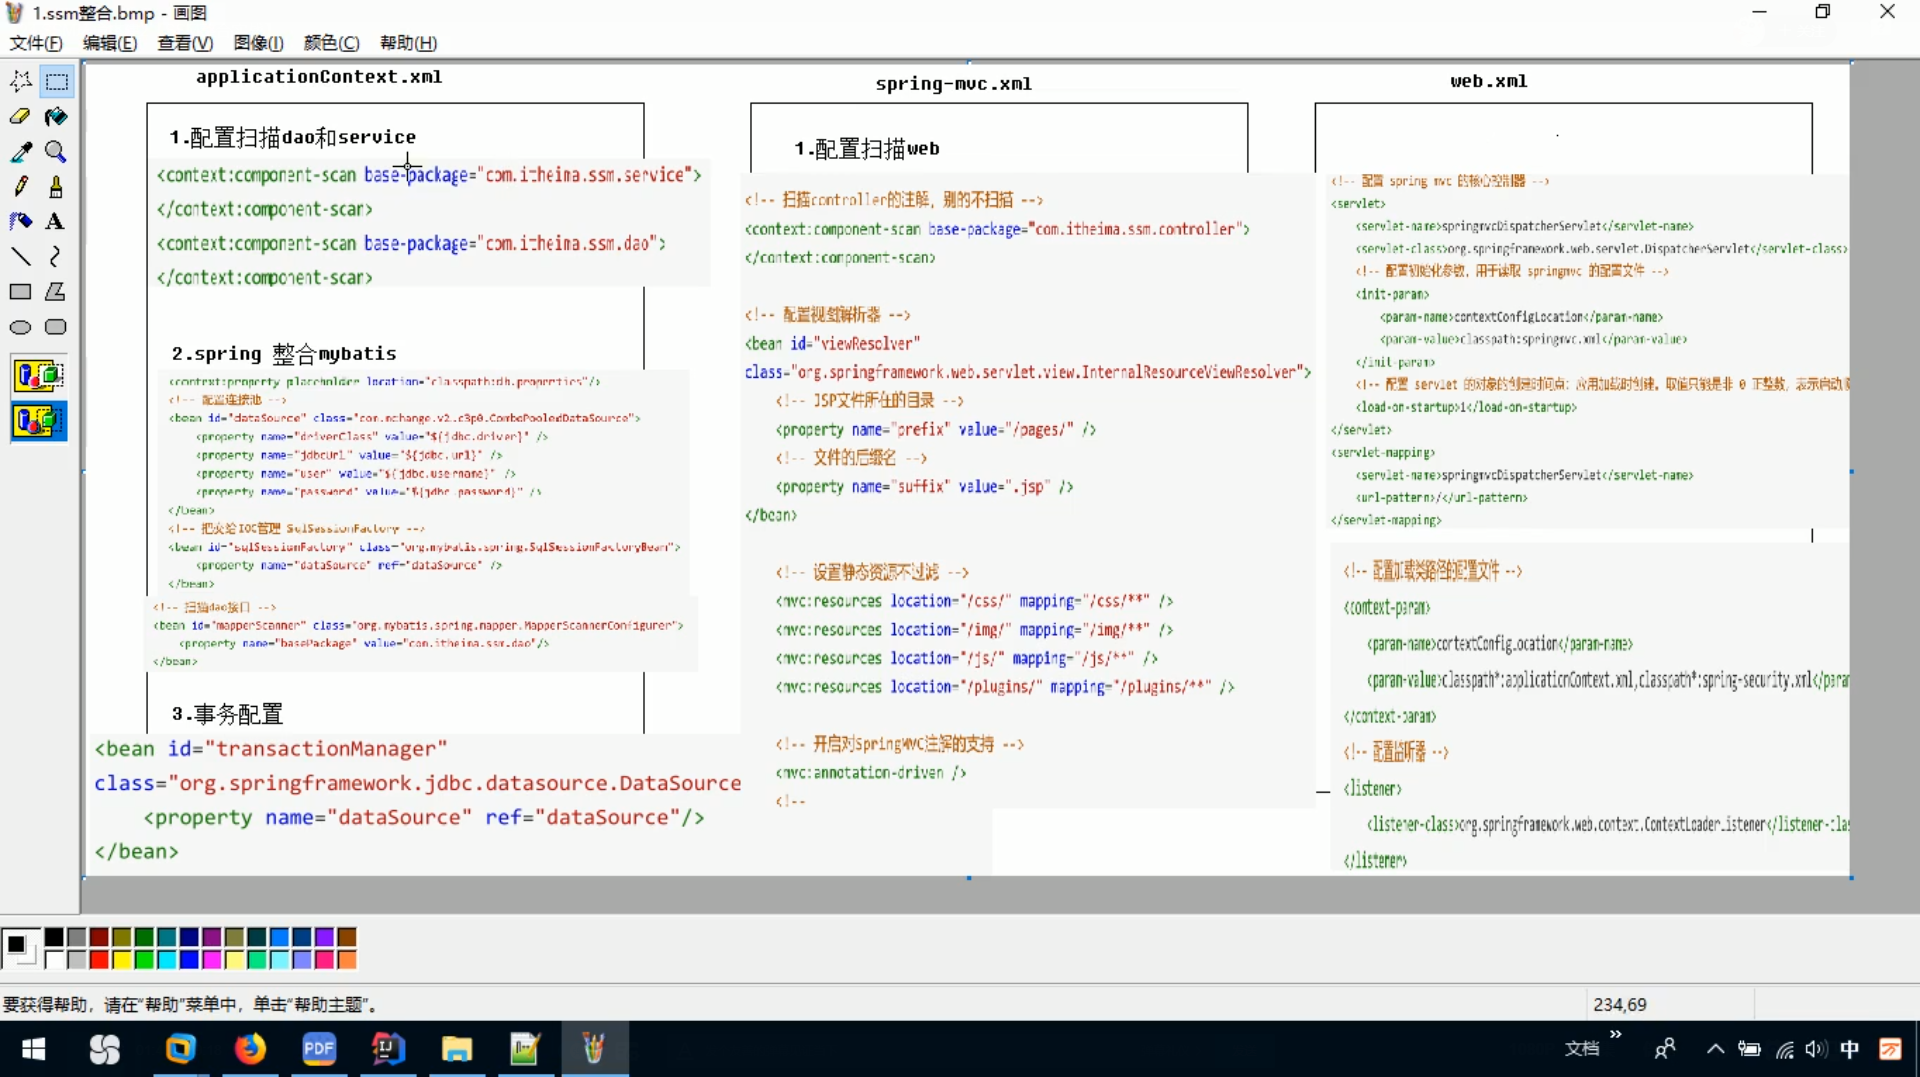 1.ssm整合.bmp - 画图
文件(F) 编辑(E) 查看(V) 图像(I) 颜色(C) 帮助(H)
applicationContext.xml
1.配置扫描dao和service
<context:component-scan base-package="com.itheima.ssm.service">
</context:component-scan>
<context:component-scan base-package="com.itheima.ssm.dao">
</context:component-scan>
2.spring 整合mybatis
<context:property-placeholder location="classpath:db.properties"/>
<!-- 配置连接池 -->
<bean id="dataSource" class="com.mchange.v2.c3p0.ComboPooledDataSource">
<property name="driverClass" value="${jdbc.driver}" />
<property name="jdbcUrl" value="${jdbc.url}" />
<property name="user" value="${jdbc.username}" />
<property name="password" value="${jdbc.password}" />
</bean>
<!-- 把交给IOC管理 SqlSessionFactory -->
<bean id="sqlSessionFactory" class="org.mybatis.spring.SqlSessionFactoryBean">
<property name="dataSource" ref="dataSource" />
</bean>
<!-- 扫描dao接口 -->
<bean id="mapperScanner" class="org.mybatis.spring.mapper.MapperScannerConfigurer">
<property name="basePackage" value="com.itheima.ssm.dao"/>
</bean>
3.事务配置
<bean id="transactionManager"
class="org.springframework.jdbc.datasource.DataSource
<property name="dataSource" ref="dataSource"/>
</bean>
spring-mvc.xml
1.配置扫描web
<!-- 扫描controller的注解，别的不扫描 -->
<context:component-scan base-package="com.itheima.ssm.controller">
</context:component-scan>
<!-- 配置视图解析器 -->
<bean id="viewResolver"
class="org.springframework.web.servlet.view.InternalResourceViewResolver">
<!-- JSP文件所在的目录 -->
<property name="prefix" value="/pages/" />
<!-- 文件的后缀名 -->
<property name="suffix" value=".jsp" />
</bean>
<!-- 设置静态资源不过滤 -->
<mvc:resources location="/css/" mapping="/css/**" />
<mvc:resources location="/img/" mapping="/img/**" />
<mvc:resources location="/js/" mapping="/js/**" />
<mvc:resources location="/plugins/" mapping="/plugins/**" />
<!-- 开启对SpringMVC注解的支持 -->
<mvc:annotation-driven />
<!--
web.xml
<!-- 配置 spring mvc 的核心控制器 -->
<servlet>
<servlet-name>springmvcDispatcherServlet</servlet-name>
<servlet-class>org.springframework.web.servlet.DispatcherServlet</servlet-class>
<!-- 配置初始化参数，用于读取 springmvc 的配置文件 -->
<init-param>
<param-name>contextConfigLocation</param-name>
<param-value>classpath:springmvc.xml</param-value>
</init-param>
<!-- 配置 servlet 的对象的创建时间点：应用加载时创建。取值只能是非 0 正整数，表示启动
<load-on-startup>1</load-on-startup>
</servlet>
<servlet-mapping>
<servlet-name>springmvcDispatcherServlet</servlet-name>
<url-pattern>/</url-pattern>
</servlet-mapping>
<!-- 配置加载类路径的配置文件 -->
<context-param>
<param-name>contextConfigLocation</param-name>
<param-value>classpath*:applicationContext.xml,classpath*:spring-security.xml</para
</context-param>
<!-- 配置监听器 -->
<listener>
<listener-class>org.springframework.web.context.ContextLoaderListener</listener-cla
</listener>
要获得帮助，请在“帮助”菜单中，单击“帮助主题”。
234,69
PDF
IJ
文档
中